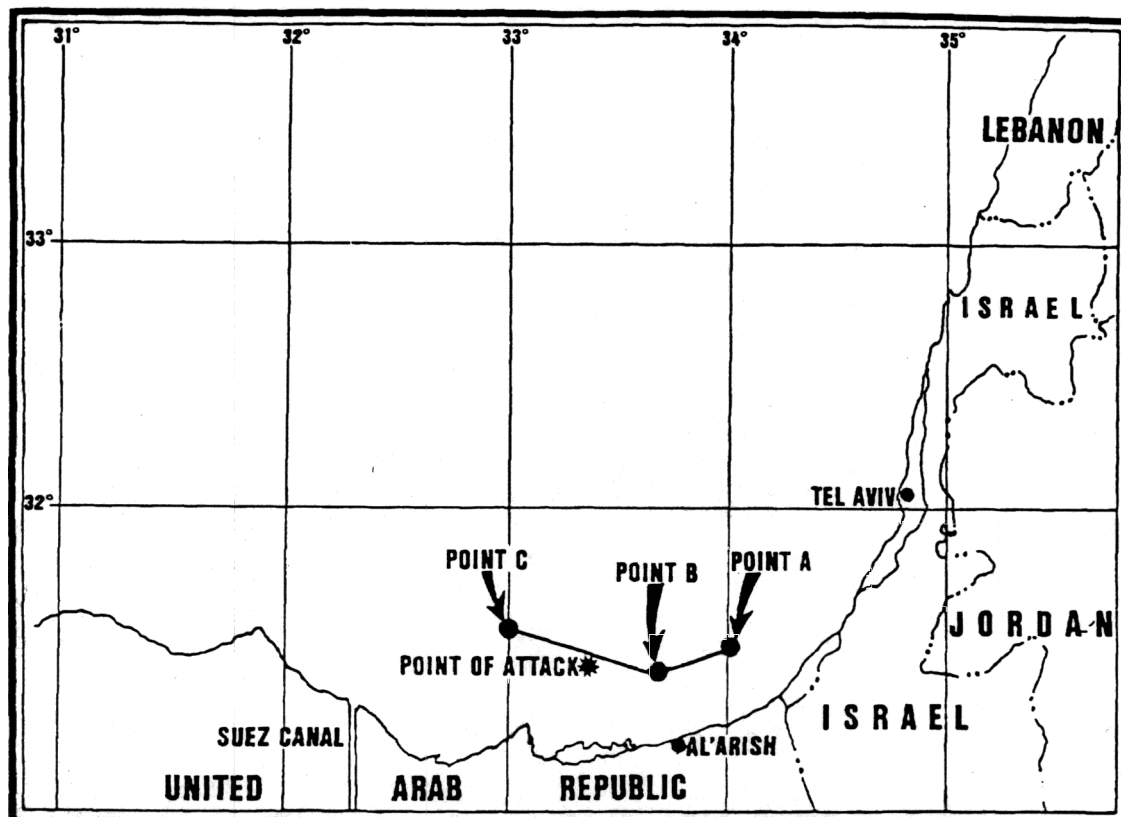 31° 32° 33° 34° 35°
LEBANON
33°
ISRAEL
32°
TEL AVIV
POINT C
POINT B
POINT A
JORDAN
POINT OF ATTACK
ISRAEL
SUEZ CANAL
AL'ARISH
UNITED ARAB REPUBLIC